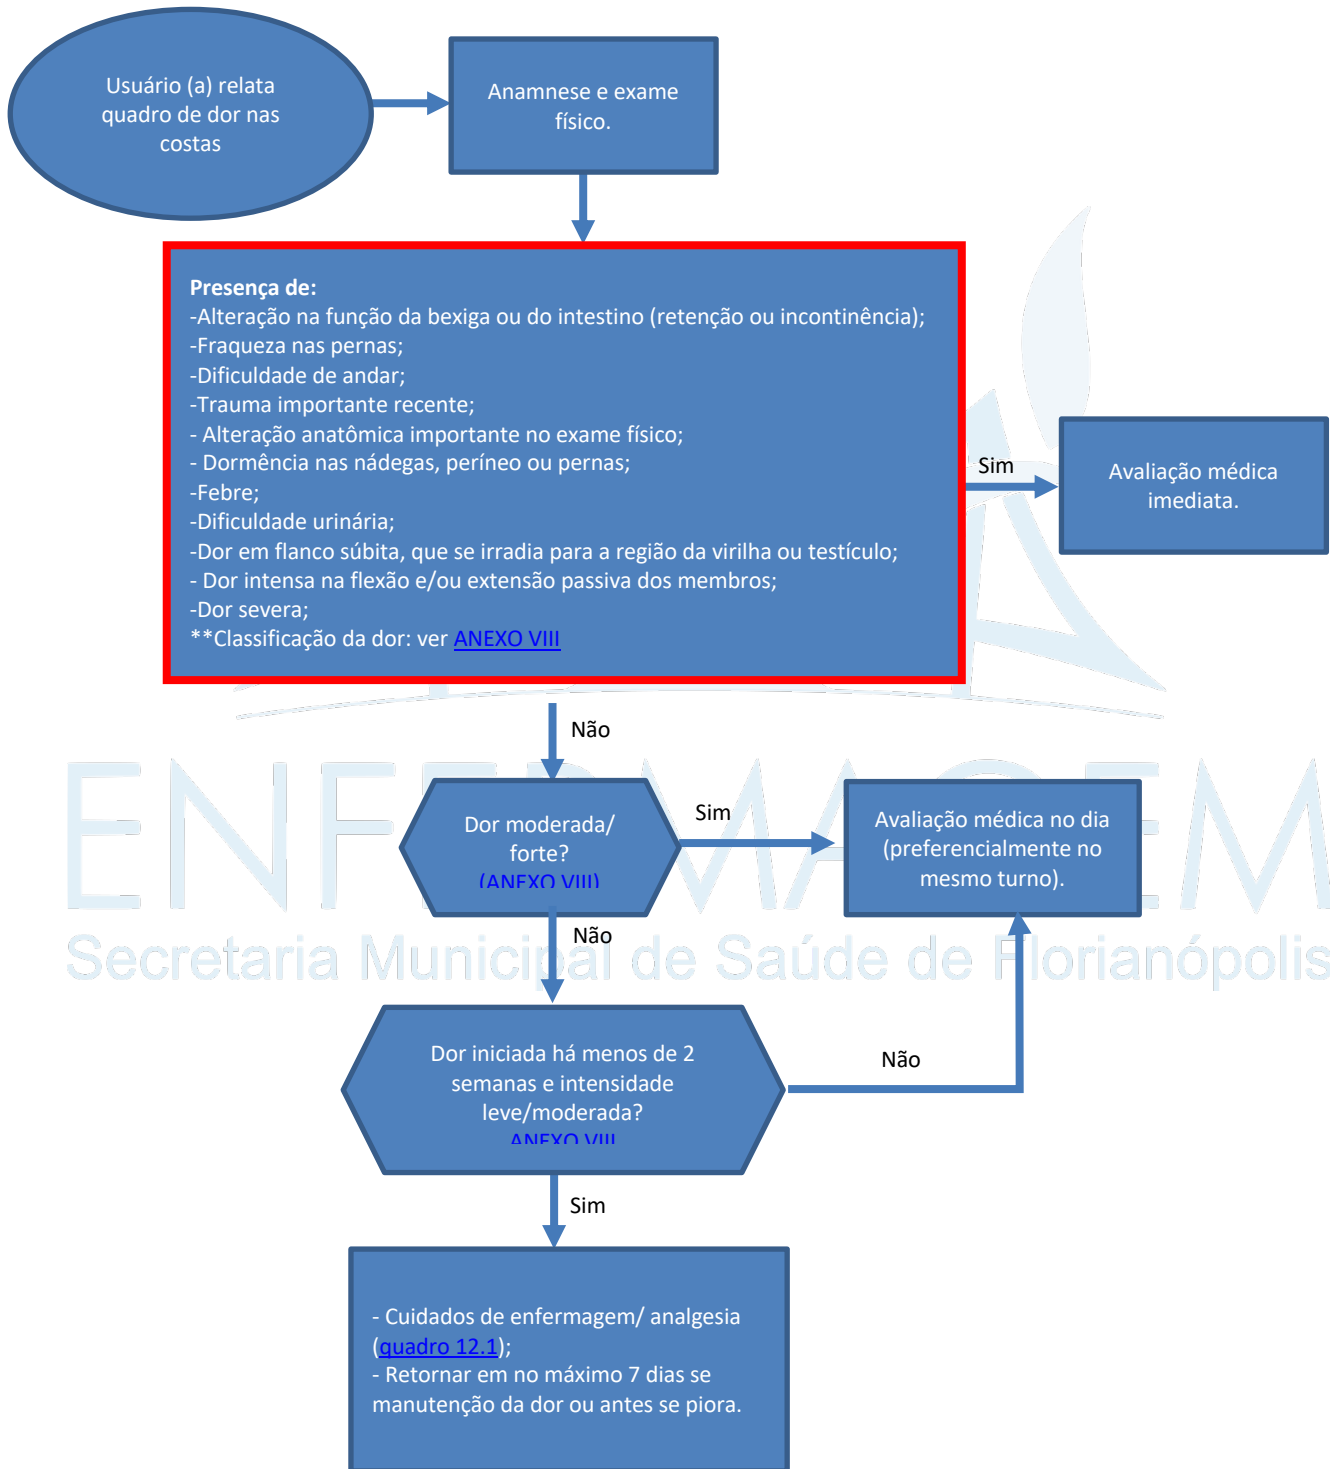 Usuário (a) relata
quadro de dor nas
costas
Anamnese e exame
físico.
Presença de:
-Alteração na função da bexiga ou do intestino (retenção ou incontinência);
-Fraqueza nas pernas;
-Dificuldade de andar;
-Trauma importante recente;
- Alteração anatômica importante no exame físico;
- Dormência nas nádegas, períneo ou pernas;
-Febre;
-Dificuldade urinária;
-Dor em flanco súbita, que se irradia para a região da virilha ou testículo;
- Dor intensa na flexão e/ou extensão passiva dos membros;
-Dor severa;
**Classificação da dor: ver ANEXO VIII
Sim
Avaliação médica
imediata.
Não
Dor moderada/
forte?
(ANEXO VIII)
Sim
Avaliação médica no dia
(preferencialmente no
mesmo turno).
ENFERMAGEM
Não
Secretaria Municipal de Saúde de Florianópolis
Dor iniciada há menos de 2
semanas e intensidade
leve/moderada?
ANEXO VIII
Não
Sim
- Cuidados de enfermagem/ analgesia
(quadro 12.1);
- Retornar em no máximo 7 dias se
manutenção da dor ou antes se piora.